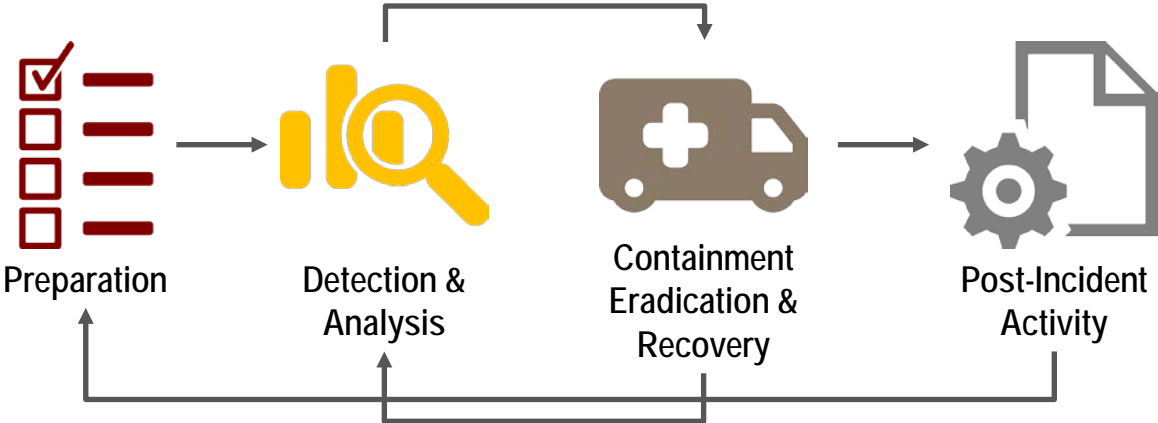 Preparation
Detection &
Analysis
Containment
Eradication &
Recovery
Post-Incident
Activity